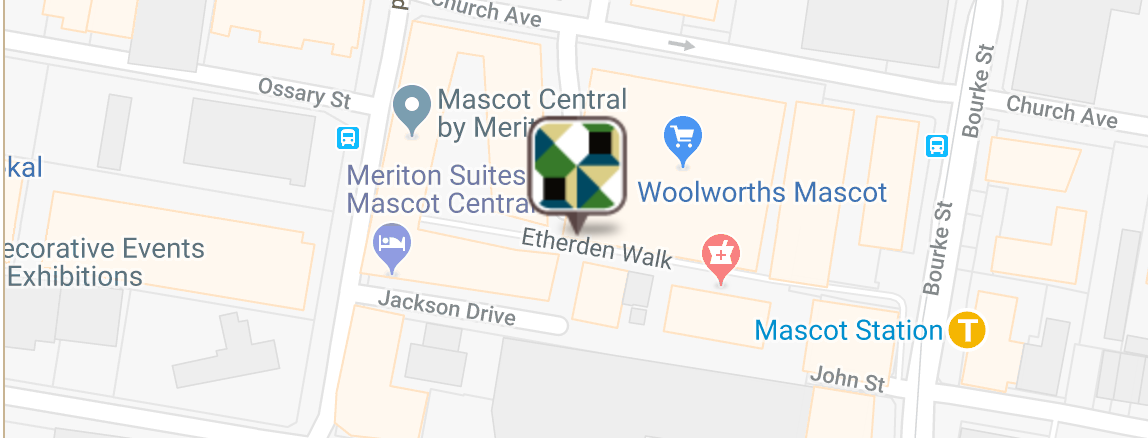 Church Ave
Ossary St
Mascot Central
by Merit
Bourke St
Church Ave
kal
Meriton Suites
Mascot Central
Woolworths Mascot
ecorative Events
Exhibitions
Etherden Walk
Bourke St
Jackson Drive
Mascot Station
T
John St